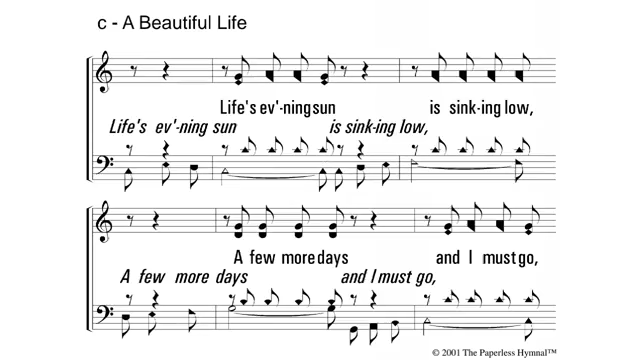 c - A Beautiful Life
Life's ev'-ning sun is sink-ing low,
Life's ev'-ning sun is sink-ing low,
A few more days and I must go,
A few more days and I must go,
© 2001 The Paperless Hymnal™